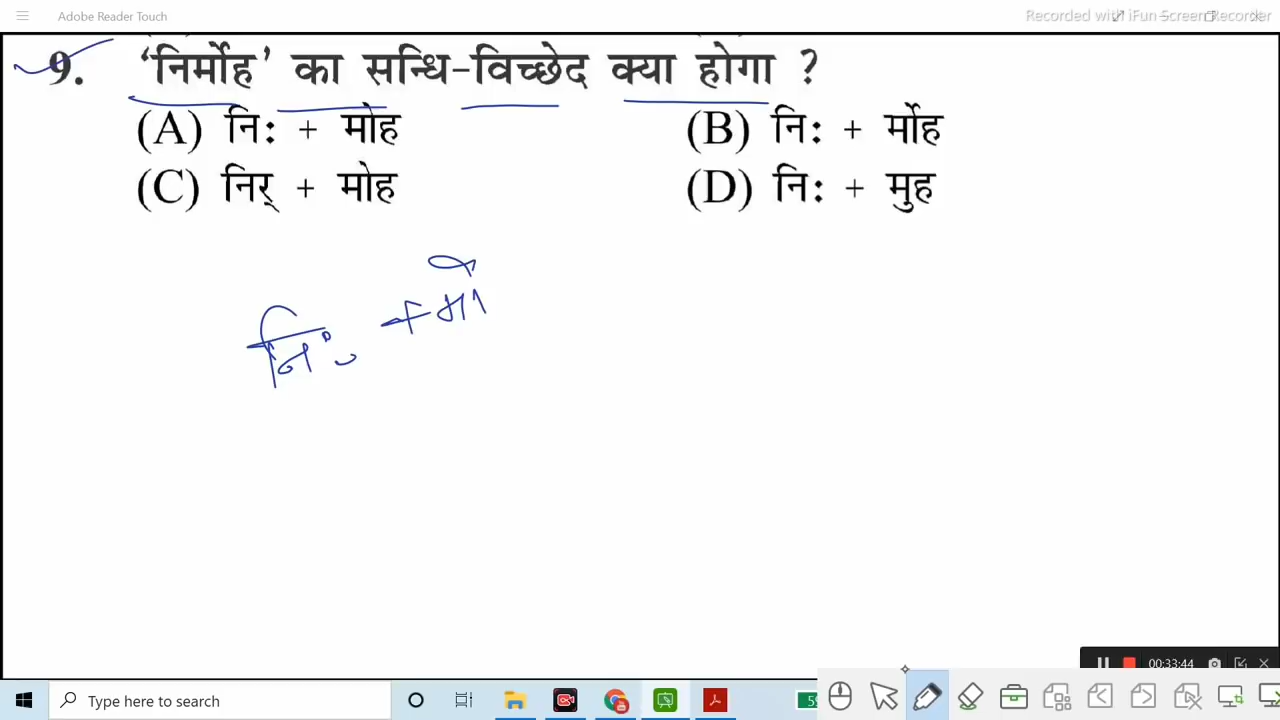 Adobe Reader Touch
Recorded with iFun Screen Recorder
9. ‘निर्मोह’ का सन्धि-विच्छेद क्या होगा ?
(A) निः + मोह (B) निः + र्मोह
(C) निर् + मोह (D) निः + मुह
निः + मो
00:33:44
Type here to search